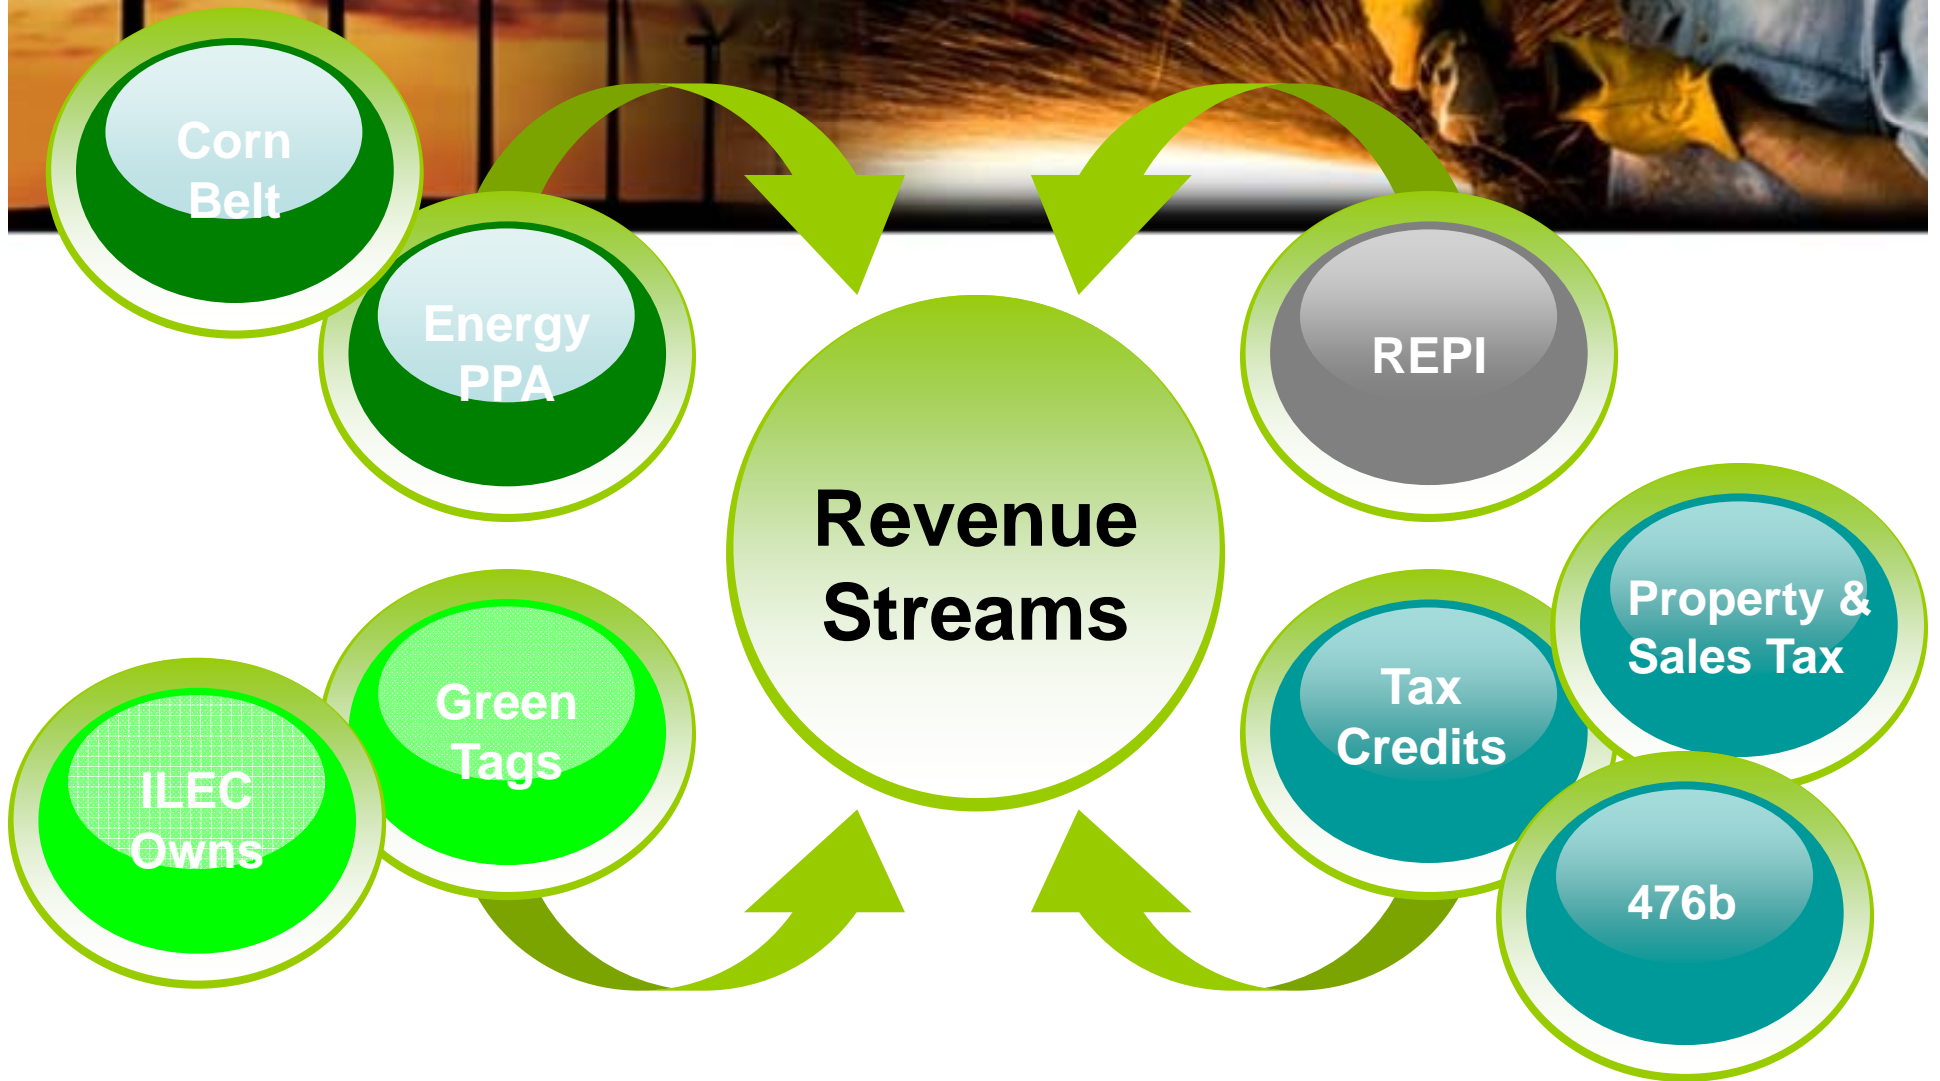 Corn
Belt
Energy
PPA
REPI
Revenue
Streams
Property &
Sales Tax
Green
Tags
Tax
Credits
ILEC
Owns
476b